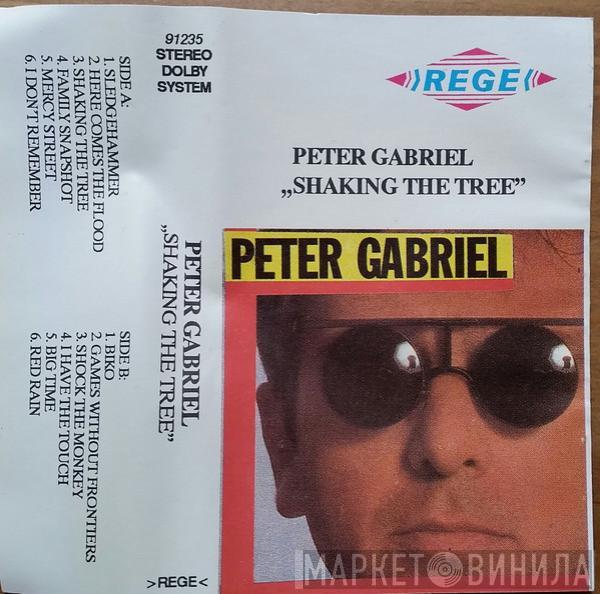 91235
STEREO
DOLBY
SYSTEM
SIDE A:
1. SLEDGEHAMMER
2. HERE COMES THE FLOOD
3. SHAKING THE TREE
4. FAMILY SNAPSHOT
5. MERCY STREET
6. I DON'T REMEMBER
SIDE B:
1. BIKO
2. GAMES WITHOUT FRONTIERS
3. SHOCK THE MONKEY
4. I HAVE THE TOUCH
5. BIG TIME
6. RED RAIN
PETER GABRIEL
„SHAKING THE TREE”
>REGE<
REGE
PETER GABRIEL
„SHAKING THE TREE”
PETER GABRIEL
МАРКЕТ ВИНИЛА